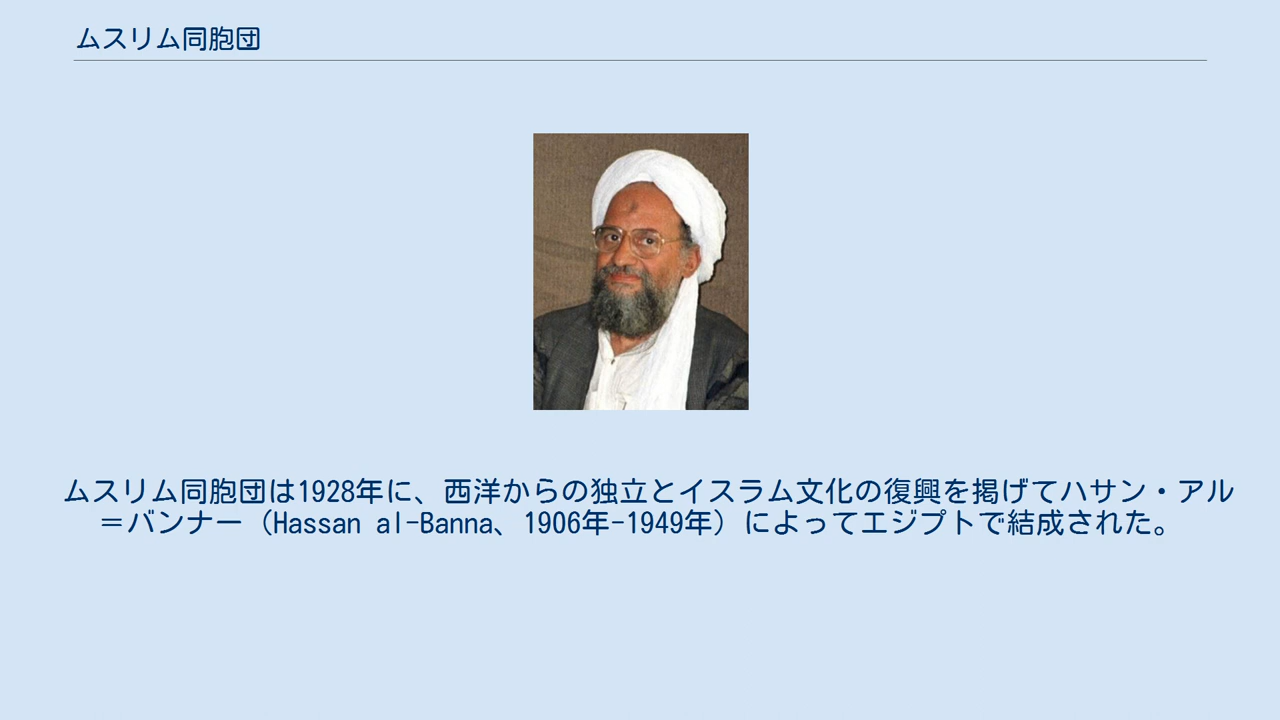 ムスリム同胞団
ムスリム同胞団は1928年に、西洋からの独立とイスラム文化の復興を掲げてハサン・アル
＝バンナー（Hassan al-Banna、1906年-1949年）によってエジプトで結成された。